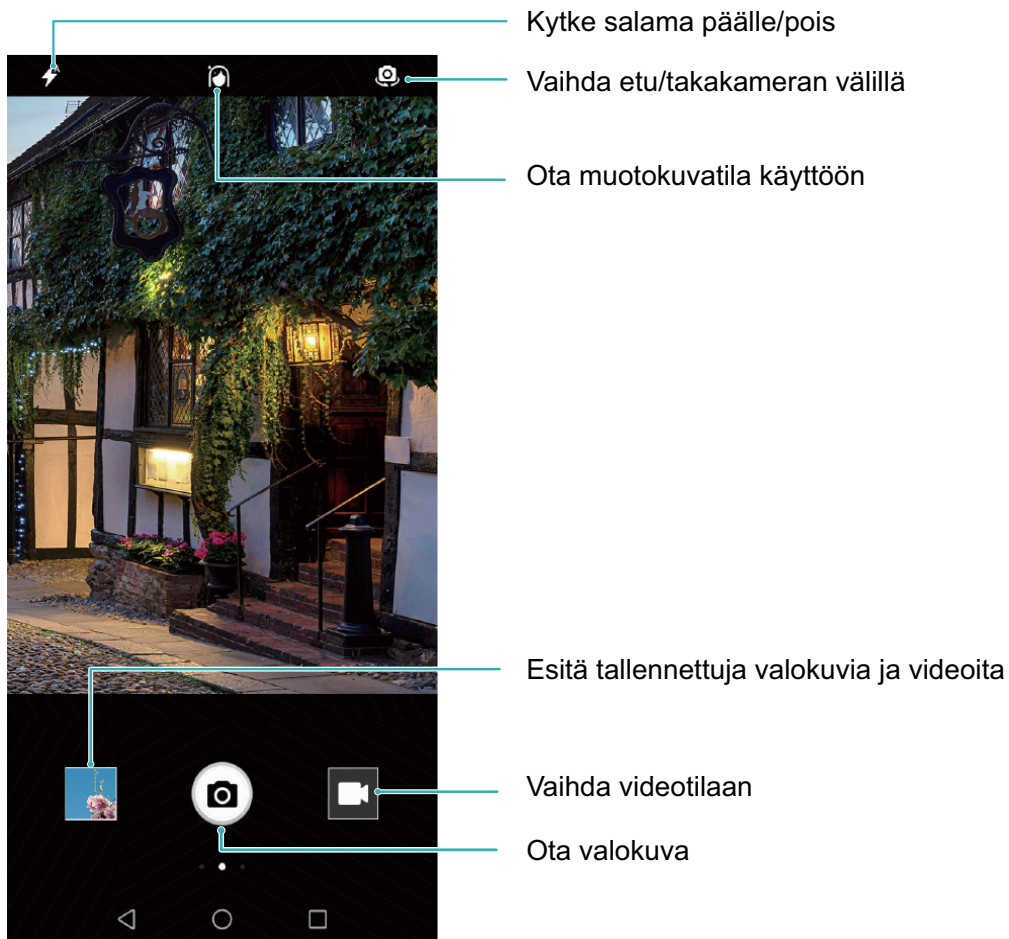 Kytke salama päälle/pois
Vaihda etu/takakameran välillä
Ota muotokuvatila käyttöön
Esitä tallennettuja valokuvia ja videoita
Vaihda videotilaan
Ota valokuva